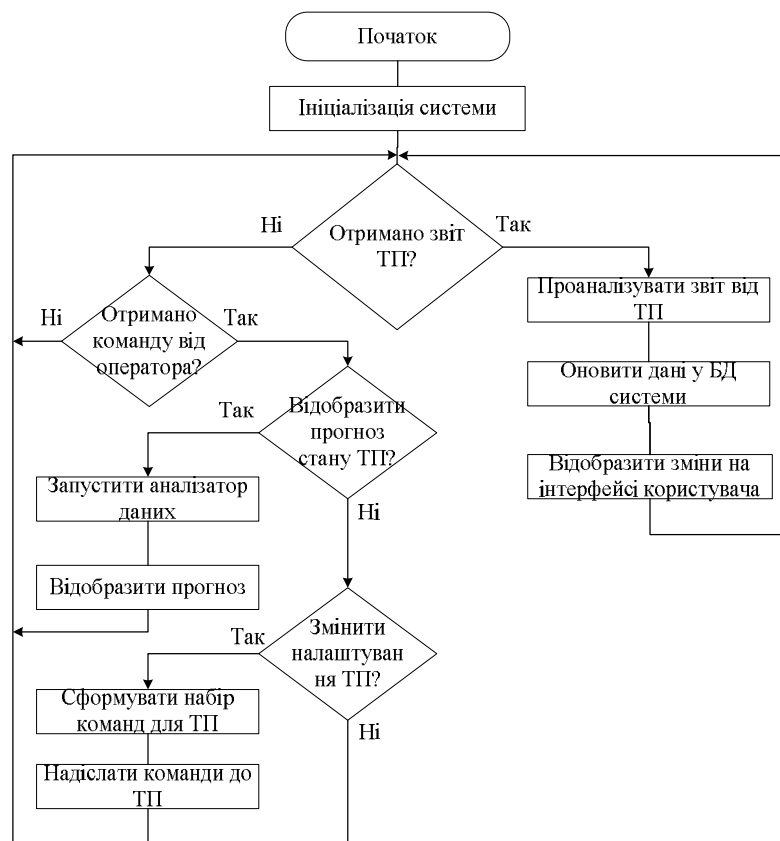 Початок
Ініціалізація системи
Ні
Отримано звіт
ТП?
Так
Ні
Отримано
команду від
оператора?
Так
Проаналізувати звіт від
ТП
Оновити дані у БД
системи
Так
Відобразити
прогноз
стану ТП?
Відобразити зміни на
інтерфейсі користувача
Запустити аналізатор
даних
Ні
Відобразити прогноз
Так
Змінити
налаштуван
ня ТП?
Сформувати набір
команд для ТП
Ні
Надіслати команди до
ТП